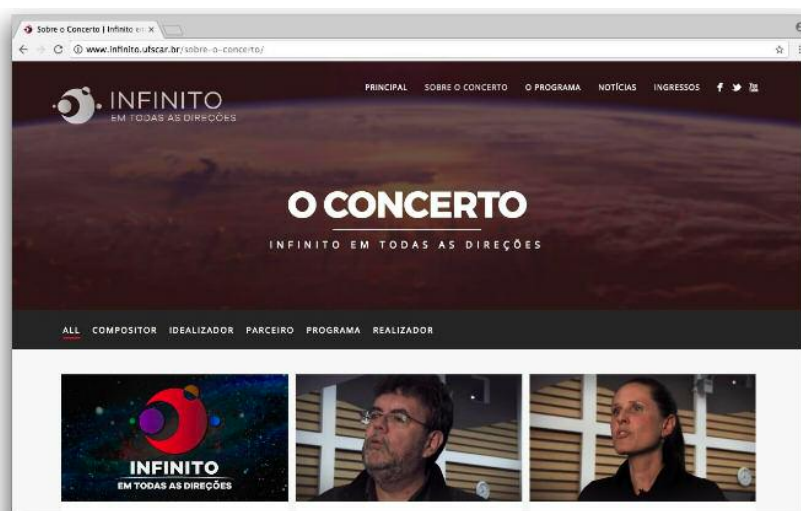 Sobre o Concerto | Infinito en
www.infinito.ufscar.br/sobre-o-concerto/
INFINITO
EM TODAS AS DIREÇÕES
PRINCIPAL SOBRE O CONCERTO O PROGRAMA NOTÍCIAS INGRESSOS
O CONCERTO
INFINITO EM TODAS AS DIREÇÕES
ALL COMPOSITOR IDEALIZADOR PARCEIRO PROGRAMA REALIZADOR
INFINITO
EM TODAS AS DIREÇÕES